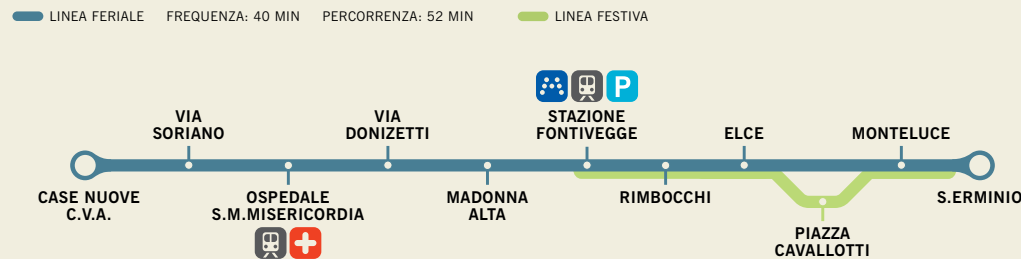 LINEA FERIALE FREQUENZA: 40 MIN PERCORRENZA: 52 MIN LINEA FESTIVA
P
VIA
SORIANO
VIA
DONIZETTI
STAZIONE
FONTIVEGGE
ELCE
MONTELUCE
CASE NUOVE
C.V.A.
OSPEDALE
S.M.MISERICORDIA
MADONNA
ALTA
RIMBOCCHI
S.ERMINIO
PIAZZA
CAVALLOTTI